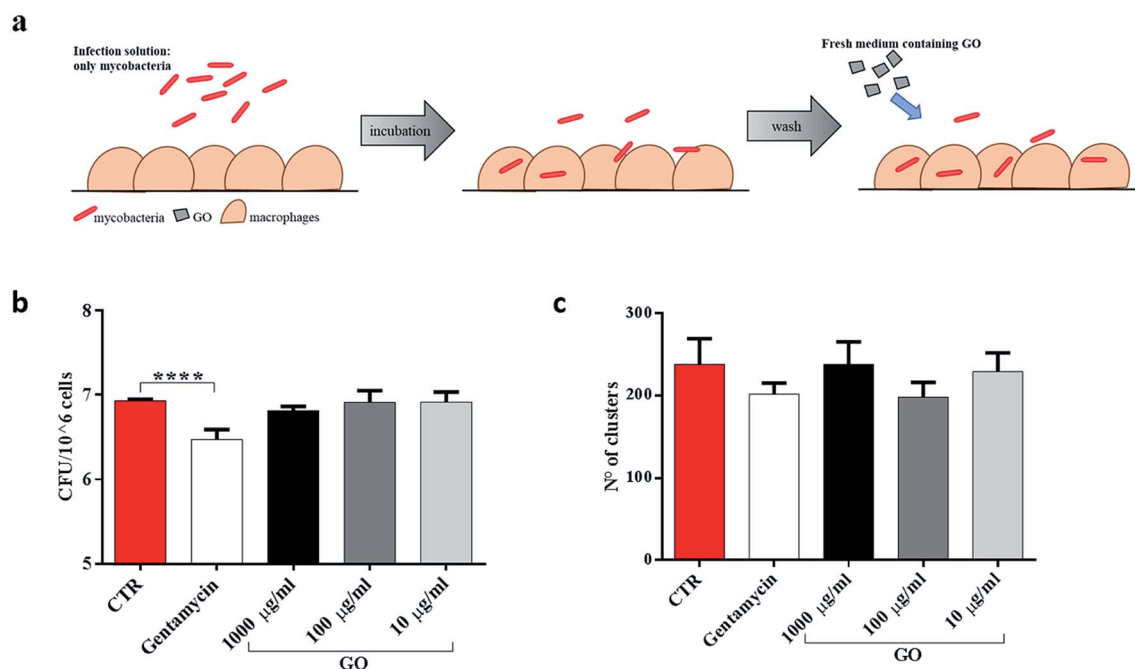 a
Infection solution:
only mycobacteria
incubation
wash
Fresh medium containing GO
mycobacteria GO macrophages
b
CFU/10^6 cells
8
7
6
5
****
CTR
Gentamycin
1000 µg/ml
100 µg/ml
10 µg/ml
GO
c
N° of clusters
300
200
100
0
CTR
Gentamycin
1000 µg/ml
100 µg/ml
10 µg/ml
GO